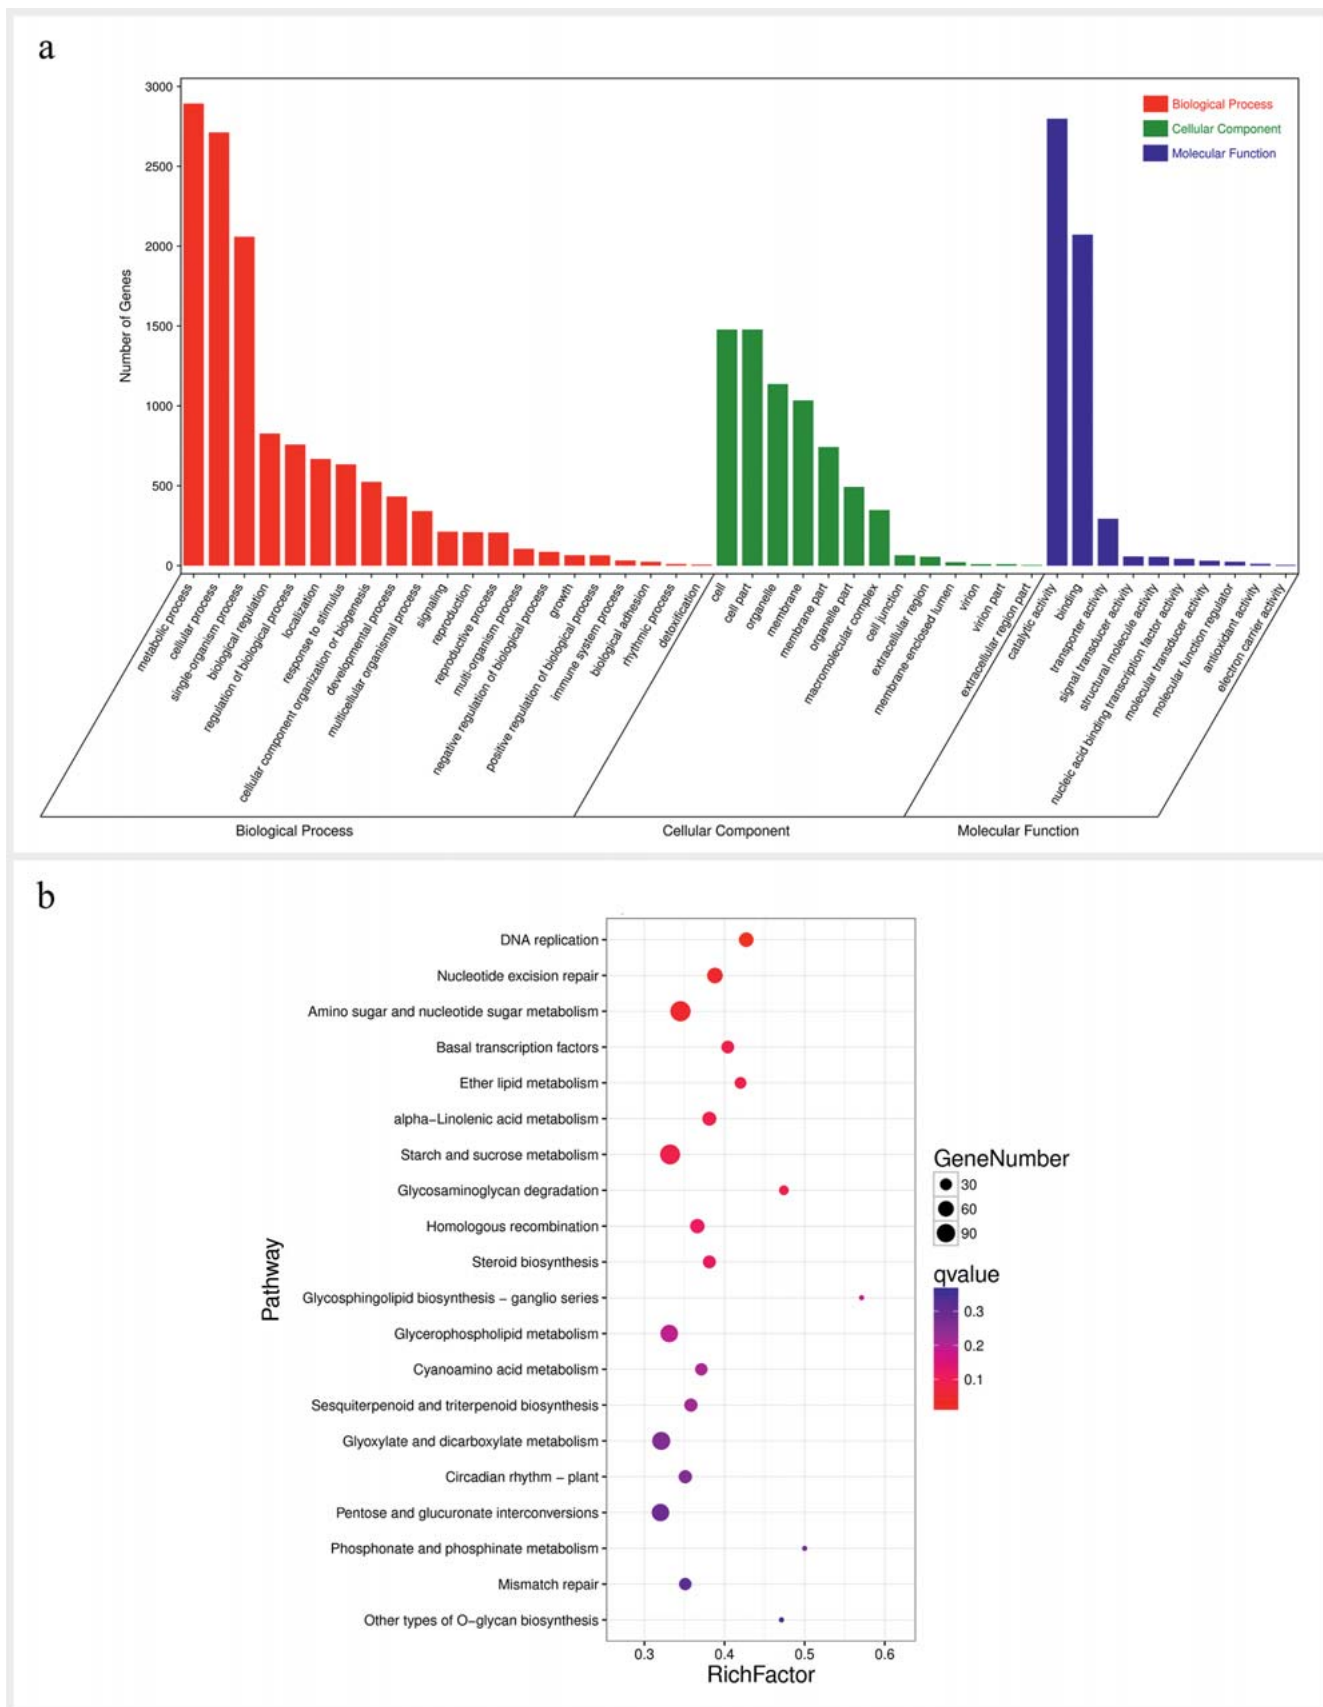 a
3000
2500
2000
1500
1000
500
0
Number of Genes
Biological Process
Cellular Component
Molecular Function
metabolic process
cellular process
single-organism process
biological regulation
regulation of biological process
localization
response to stimulus
cellular component organization or biogenesis
developmental process
multicellular organismal process
signaling
reproduction
reproductive process
multi-organism process
negative regulation of biological process
growth
positive regulation of biological process
immune system process
biological adhesion
rhythmic process
detoxification
cell
cell part
organelle
membrane
membrane part
organelle part
macromolecular complex
cell junction
extracellular region
membrane-enclosed lumen
virion
virion part
extracellular region part
catalytic activity
binding
transporter activity
signal transducer activity
structural molecule activity
nucleic acid binding transcription factor activity
molecular transducer activity
molecular function regulator
antioxidant activity
electron carrier activity
Biological Process
Cellular Component
Molecular Function
b
Pathway
DNA replication
Nucleotide excision repair
Amino sugar and nucleotide sugar metabolism
Basal transcription factors
Ether lipid metabolism
alpha−Linolenic acid metabolism
Starch and sucrose metabolism
Glycosaminoglycan degradation
Homologous recombination
Steroid biosynthesis
Glycosphingolipid biosynthesis − ganglio series
Glycerophospholipid metabolism
Cyanoamino acid metabolism
Sesquiterpenoid and triterpenoid biosynthesis
Glyoxylate and dicarboxylate metabolism
Circadian rhythm − plant
Pentose and glucuronate interconversions
Phosphonate and phosphinate metabolism
Mismatch repair
Other types of O−glycan biosynthesis
0.3 0.4 0.5 0.6
RichFactor
GeneNumber
30
60
90
qvalue
0.3
0.2
0.1